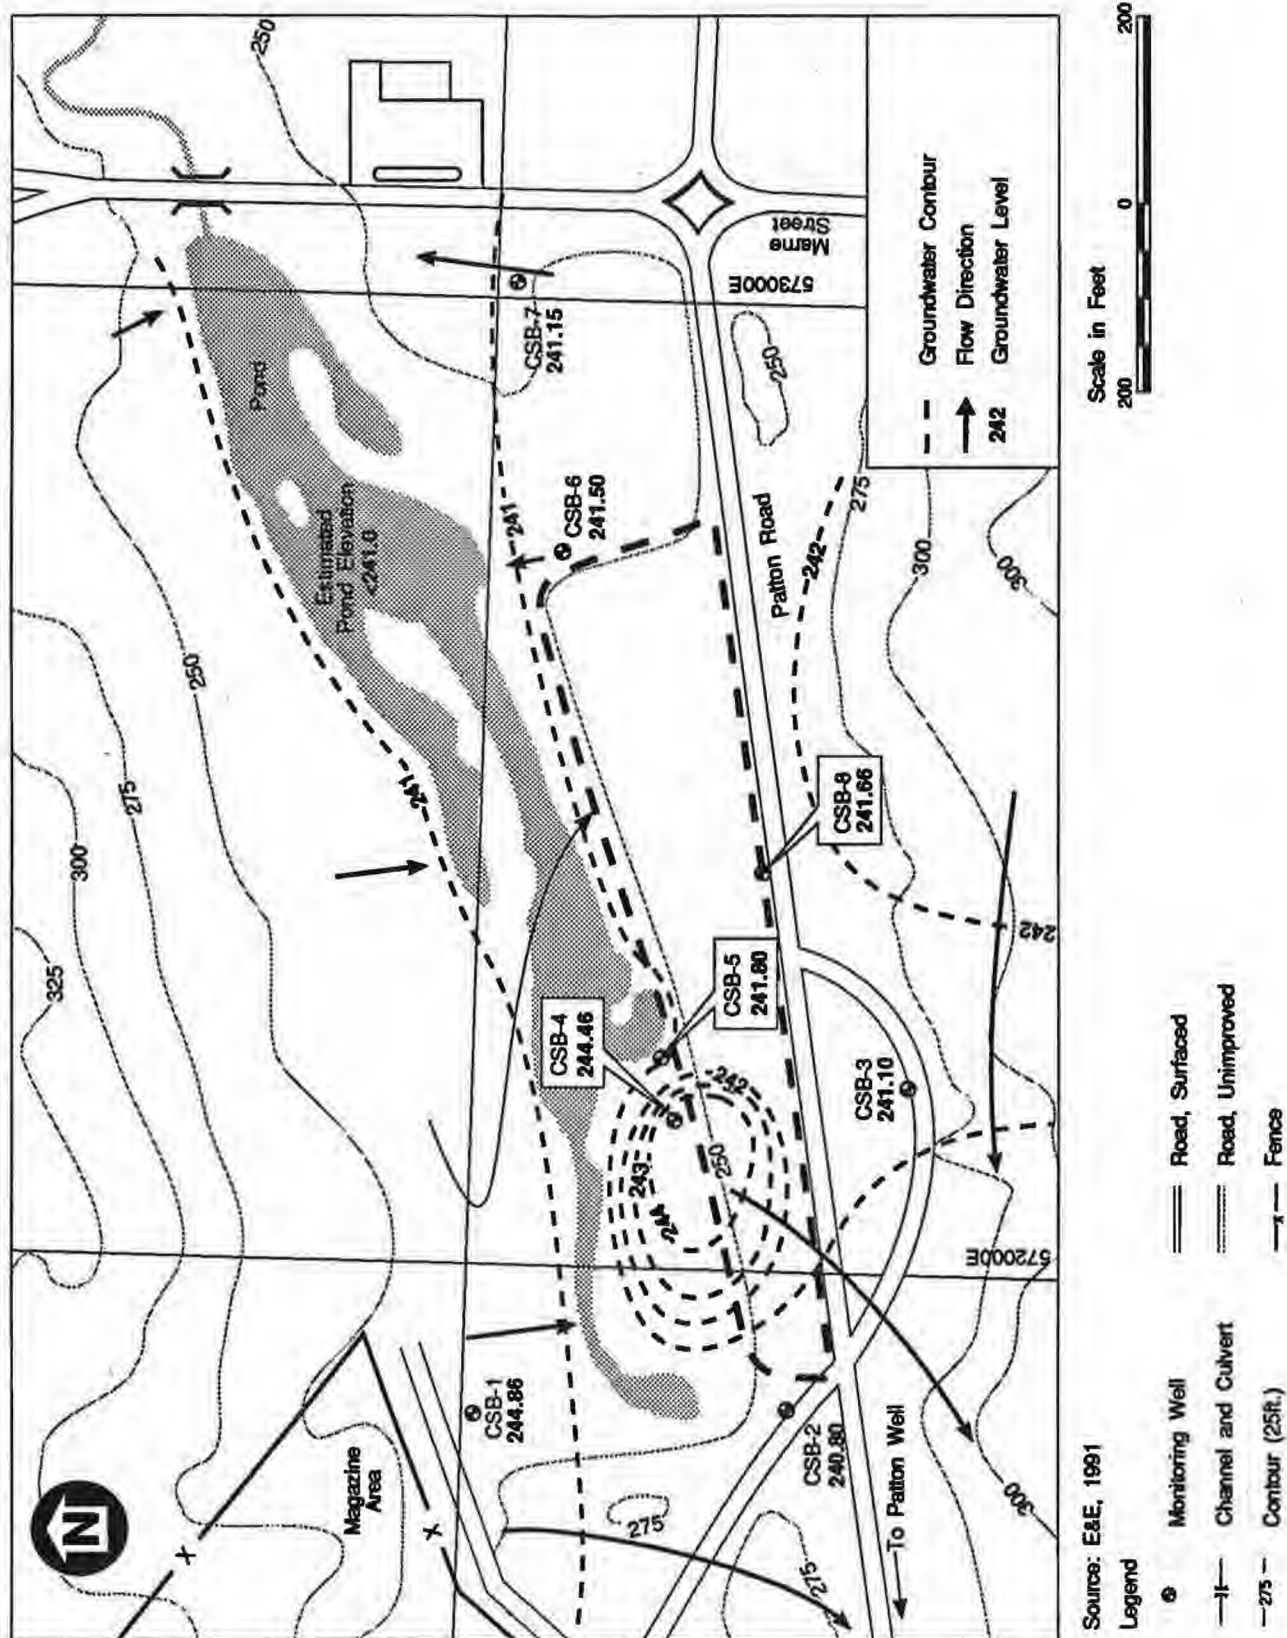 N
325
300
275
250
250
Magazine
Area
X
X
CSB-1
244.86
241
Estimated
Pond Elevation
<241.0
Pond
CSB-4
244.46
CSB-5
241.80
241
CSB-6
241.50
CSB-7
241.15
243
244
242
250
275
275
CSB-2
240.80
To Patton Well
CSB-3
241.10
CSB-8
241.66
Patton Road
242
242
275
300
300
300
250
Marne
Street
573000E
572000E
Groundwater Contour
Flow Direction
242 Groundwater Level
Scale in Feet
200 0 200
Source: E&E, 1991
Legend
Monitoring Well
Channel and Culvert
275 Contour (25ft.)
Road, Surfaced
Road, Unimproved
x Fence